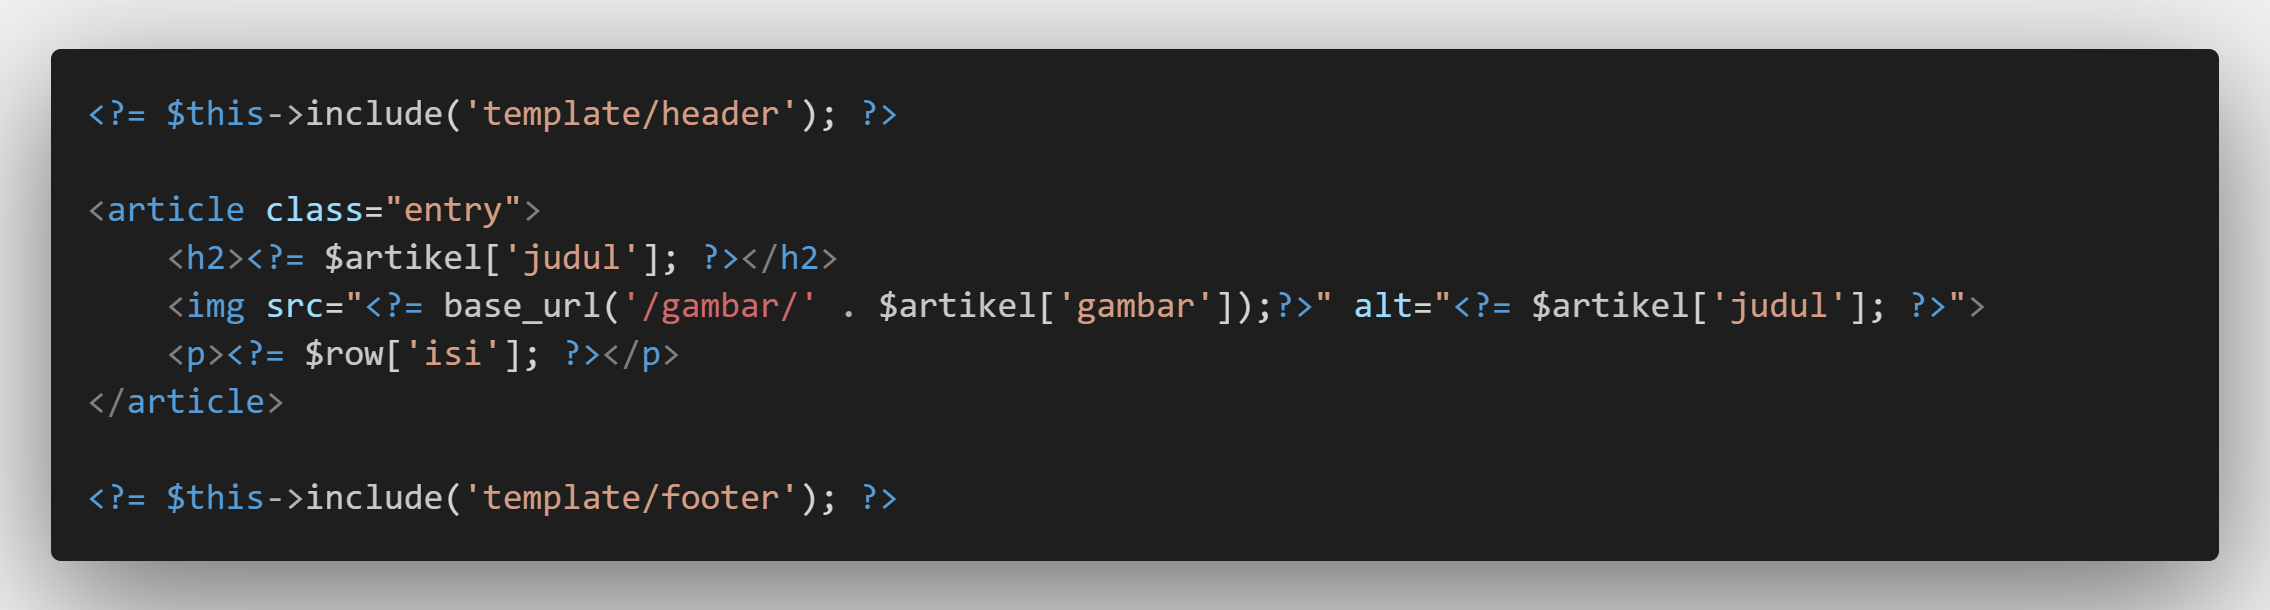 <?= $this->include('template/header'); ?>
<article class="entry">
<h2><?= $artikel['judul']; ?></h2>
<img src="<?= base_url('/gambar/' . $artikel['gambar']);?>" alt="<?= $artikel['judul']; ?>">
<p><?= $row['isi']; ?></p>
</article>
<?= $this->include('template/footer'); ?>